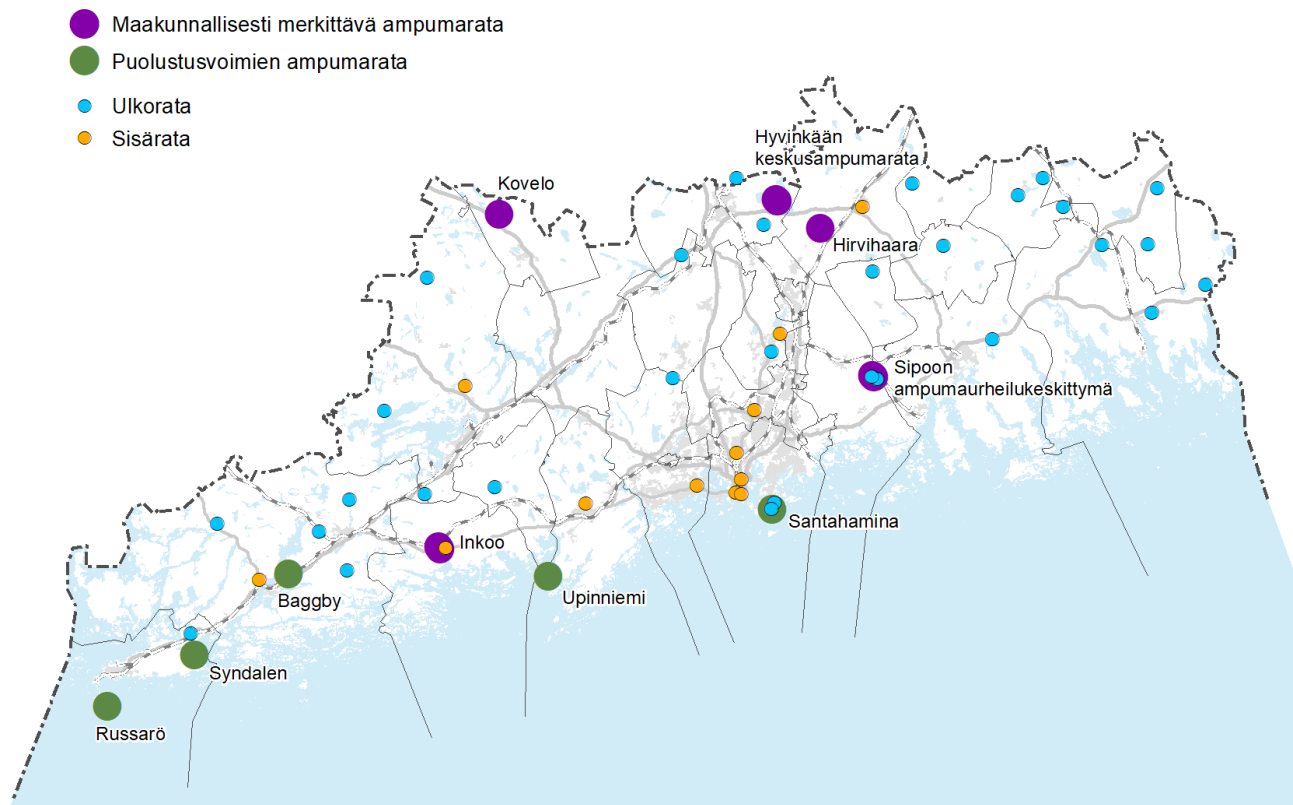 Maakunnallisesti merkittävä ampumarata
Puolustusvoimien ampumarata
Ulkorata
Sisärata
Hyvinkään
keskusampumarata
Kovelo
Hirvihaara
Sipoon
ampumaurheilukeskittymä
Santahamina
Inkoo
Upinniemi
Baggby
Syndalen
Russarö